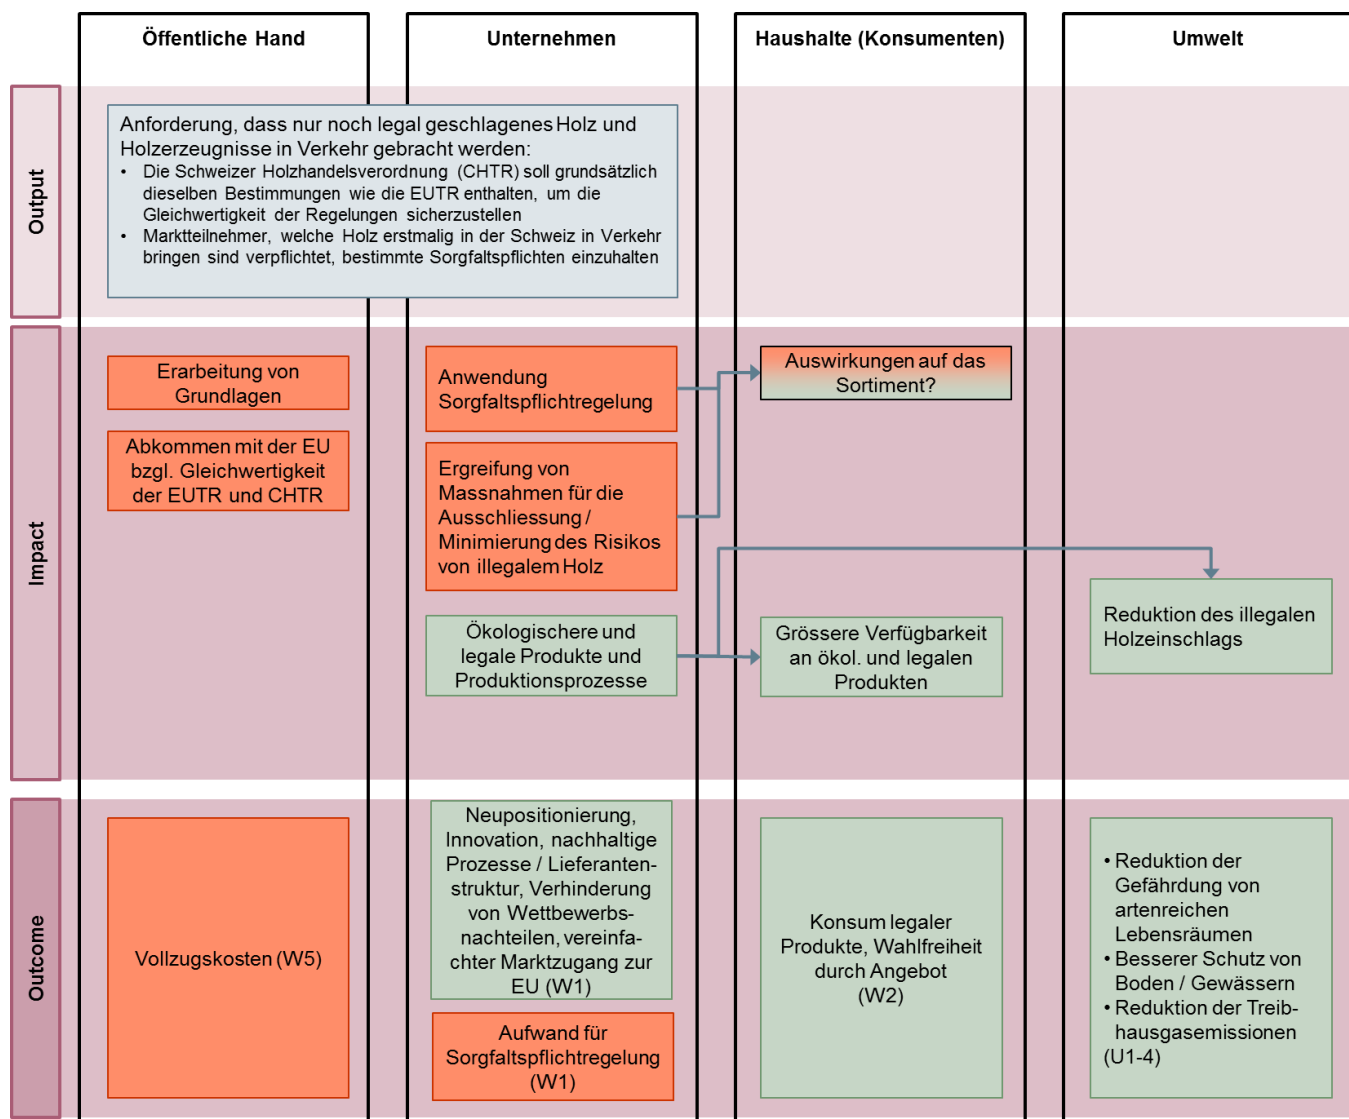 Öffentliche Hand
Unternehmen
Haushalte (Konsumenten)
Umwelt
Output
Anforderung, dass nur noch legal geschlagenes Holz und
Holzerzeugnisse in Verkehr gebracht werden:
• Die Schweizer Holzhandelsverordnung (CHTR) soll grundsätzlich
dieselben Bestimmungen wie die EUTR enthalten, um die
Gleichwertigkeit der Regelungen sicherzustellen
• Marktteilnehmer, welche Holz erstmalig in der Schweiz in Verkehr
bringen sind verpflichtet, bestimmte Sorgfaltspflichten einzuhalten
Impact
Erarbeitung von
Grundlagen
Abkommen mit der EU
bzgl. Gleichwertigkeit
der EUTR und CHTR
Anwendung
Sorgfaltspflichtregelung
Ergreifung von
Massnahmen für die
Ausschliessung /
Minimierung des Risikos
von illegalem Holz
Ökologischere und
legale Produkte und
Produktionsprozesse
Auswirkungen auf das
Sortiment?
Grössere Verfügbarkeit
an ökol. und legalen
Produkten
Reduktion des illegalen
Holzeinschlags
Outcome
Vollzugskosten (W5)
Neupositionierung,
Innovation, nachhaltige
Prozesse / Lieferanten-
struktur, Verhinderung
von Wettbewerbs-
nachteilen, vereinfa-
chter Marktzugang zur
EU (W1)
Aufwand für
Sorgfaltspflichtregelung
(W1)
Konsum legaler
Produkte, Wahlfreiheit
durch Angebot
(W2)
• Reduktion der
Gefährdung von
artenreichen
Lebensräumen
• Besserer Schutz von
Boden / Gewässern
• Reduktion der Treib-
hausgasemissionen
(U1-4)